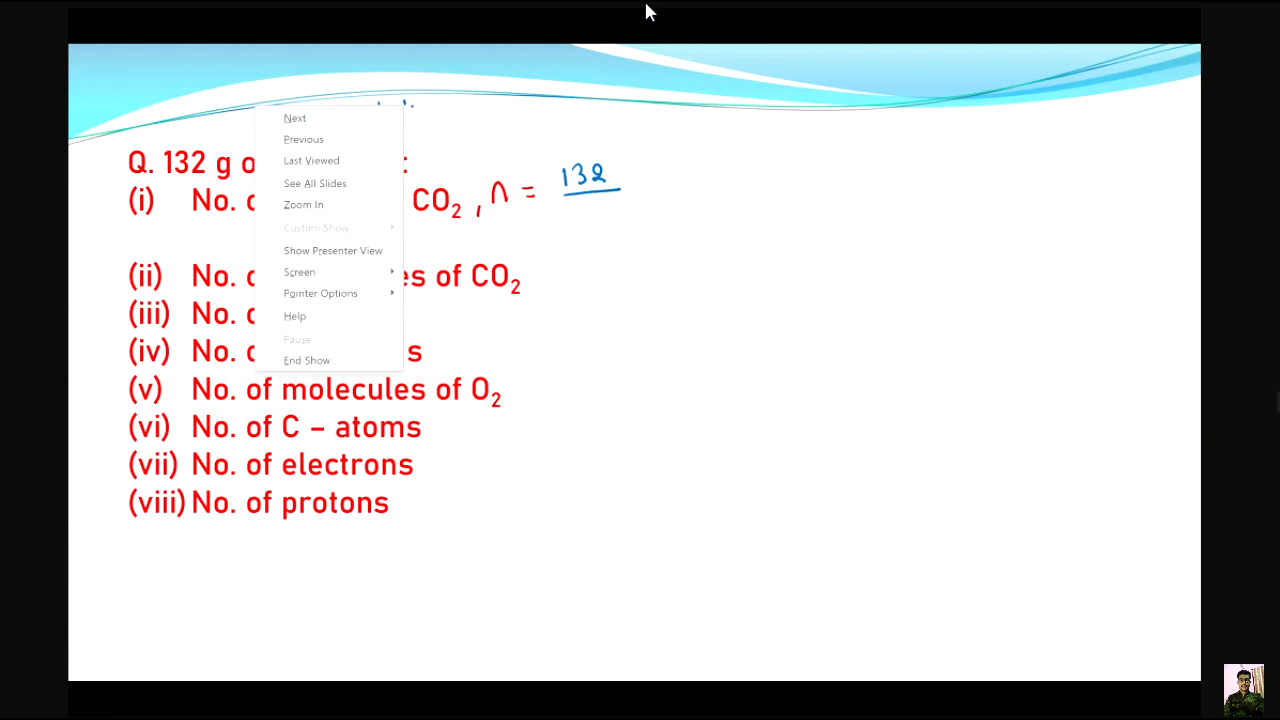 Next
Previous
Last Viewed
See All Slides
Zoom In
Custom Show
Show Presenter View
Screen
Pointer Options
Help
Pause
End Show
Q. 132 g :
(i) No. CO₂ , n = 132
(ii) No. of CO₂
(iii) No.
(iv) No.
(v) No. of molecules of O₂
(vi) No. of C – atoms
(vii) No. of electrons
(viii) No. of protons